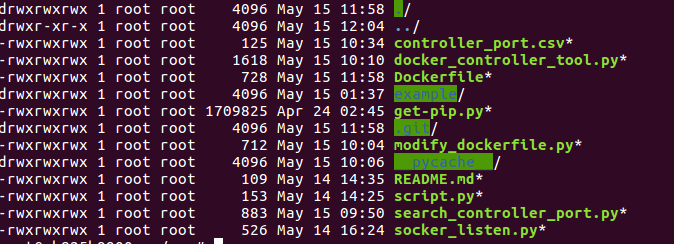 drwxrwxrwx 1 root root 4096 May 15 11:58 ./
drwxr-xr-x 1 root root 4096 May 15 12:04 ../
-rwxrwxrwx 1 root root 125 May 15 10:34 controller_port.csv*
-rwxrwxrwx 1 root root 1618 May 15 10:10 docker_controller_tool.py*
-rwxrwxrwx 1 root root 728 May 15 11:58 Dockerfile*
drwxrwxrwx 1 root root 4096 May 15 01:37 example/
-rwxrwxrwx 1 root root 1709825 Apr 24 02:45 get-pip.py*
drwxrwxrwx 1 root root 4096 May 15 11:58 .git/
-rwxrwxrwx 1 root root 712 May 15 10:04 modify_dockerfile.py*
drwxrwxrwx 1 root root 4096 May 15 10:06 __pycache__/
-rwxrwxrwx 1 root root 109 May 14 14:35 README.md*
-rwxrwxrwx 1 root root 153 May 14 14:25 script.py*
-rwxrwxrwx 1 root root 883 May 15 09:50 search_controller_port.py*
-rwxrwxrwx 1 root root 526 May 14 16:24 socker_listen.py*